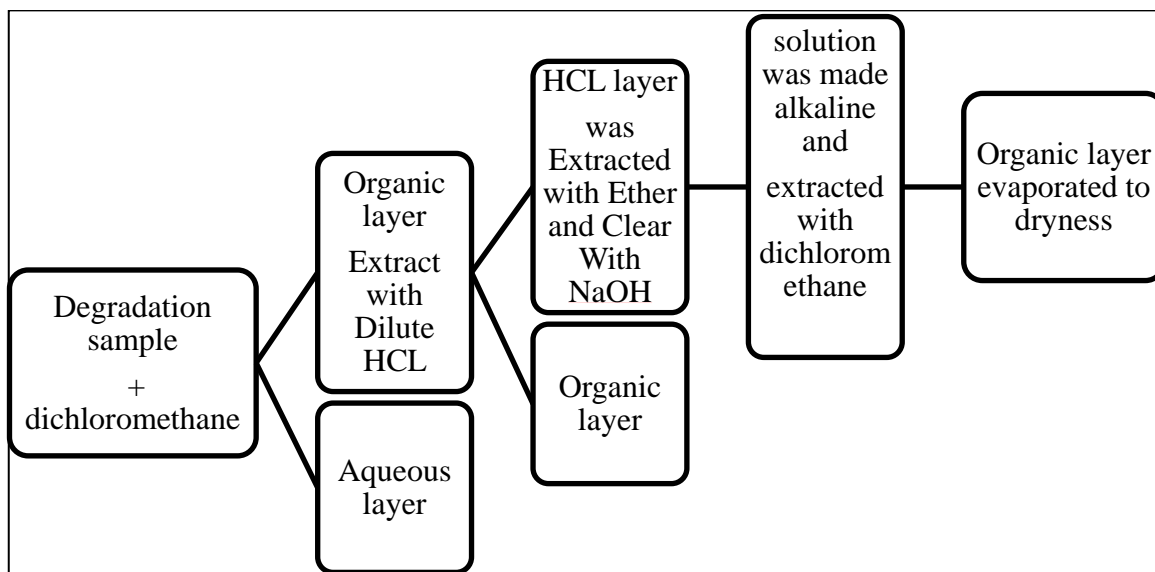 Degradation
sample
+
dichloromethane
Organic
layer
Extract
with
Dilute
HCL
Aqueous
layer
HCL layer
was
Extracted
with Ether
and Clear
With
NaOH
Organic
layer
solution
was made
alkaline
and
extracted
with
dichlorom
ethane
Organic layer
evaporated to
dryness